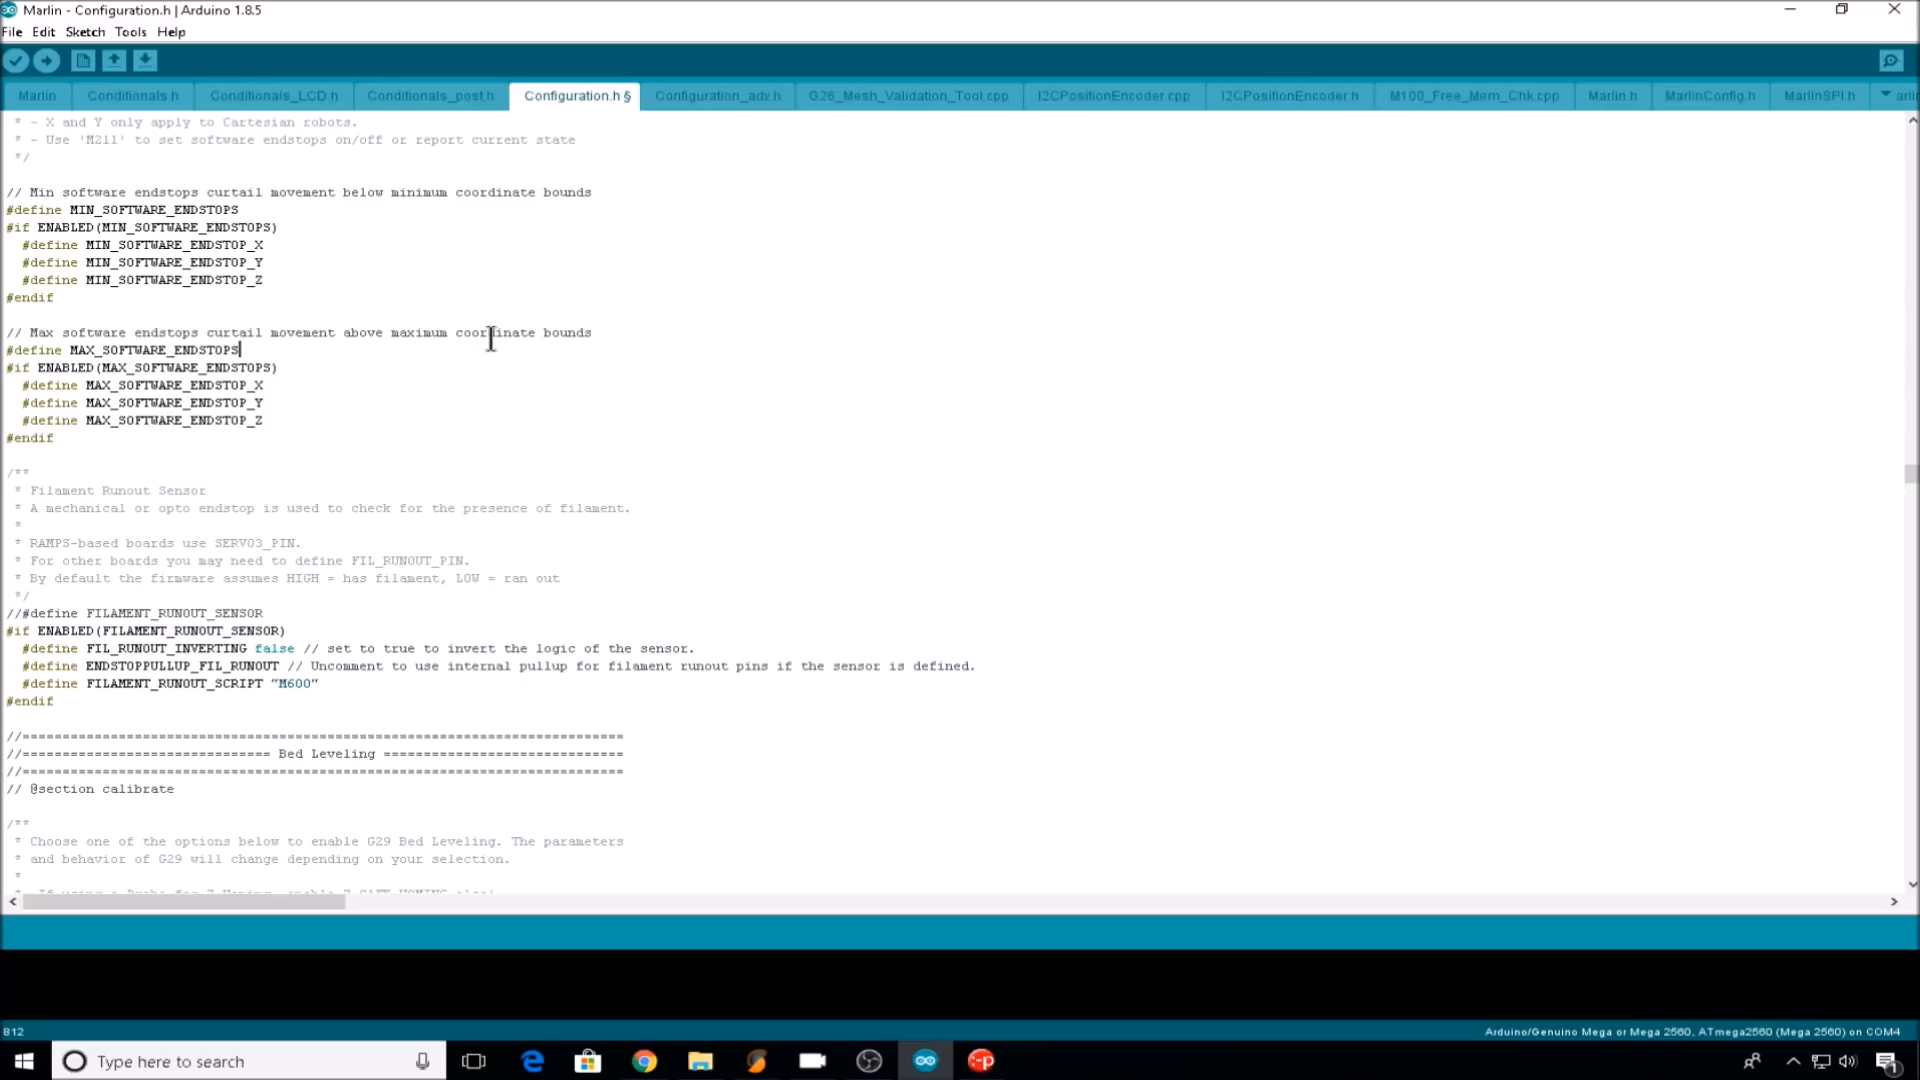 Marlin - Configuration.h | Arduino 1.8.5
File Edit Sketch Tools Help
Marlin Conditionals.h Conditionals_LCD.h Conditionals_post.h Configuration.h § Configuration_adv.h G26_Mesh_Validation_Tool.cpp I2CPositionEncoder.cpp I2CPositionEncoder.h M100_Free_Mem_Chk.cpp Marlin.h MarlinConfig.h MarlinSPI.h
* - X and Y only apply to Cartesian robots.
* - Use 'M211' to set software endstops on/off or report current state
*/
// Min software endstops curtail movement below minimum coordinate bounds
#define MIN_SOFTWARE_ENDSTOPS
#if ENABLED(MIN_SOFTWARE_ENDSTOPS)
#define MIN_SOFTWARE_ENDSTOP_X
#define MIN_SOFTWARE_ENDSTOP_Y
#define MIN_SOFTWARE_ENDSTOP_Z
#endif
// Max software endstops curtail movement above maximum coordinate bounds
#define MAX_SOFTWARE_ENDSTOPS
#if ENABLED(MAX_SOFTWARE_ENDSTOPS)
#define MAX_SOFTWARE_ENDSTOP_X
#define MAX_SOFTWARE_ENDSTOP_Y
#define MAX_SOFTWARE_ENDSTOP_Z
#endif
/**
* Filament Runout Sensor
* A mechanical or opto endstop is used to check for the presence of filament.
*
* RAMPS-based boards use SERVO3_PIN.
* For other boards you may need to define FIL_RUNOUT_PIN.
* By default the firmware assumes HIGH = has filament, LOW = ran out
*/
//#define FILAMENT_RUNOUT_SENSOR
#if ENABLED(FILAMENT_RUNOUT_SENSOR)
#define FIL_RUNOUT_INVERTING false // set to true to invert the logic of the sensor.
#define ENDSTOPPULLUP_FIL_RUNOUT // Uncomment to use internal pullup for filament runout pins if the sensor is defined.
#define FILAMENT_RUNOUT_SCRIPT "M600"
#endif
//===========================================================================
//=============================== Bed Leveling ==============================
//===========================================================================
// @section calibrate
/**
* Choose one of the options below to enable G29 Bed Leveling. The parameters
* and behavior of G29 will change depending on your selection.
*
812
Arduino/Genuino Mega or Mega 2560, ATmega2560 (Mega 2560) on COM4
Type here to search